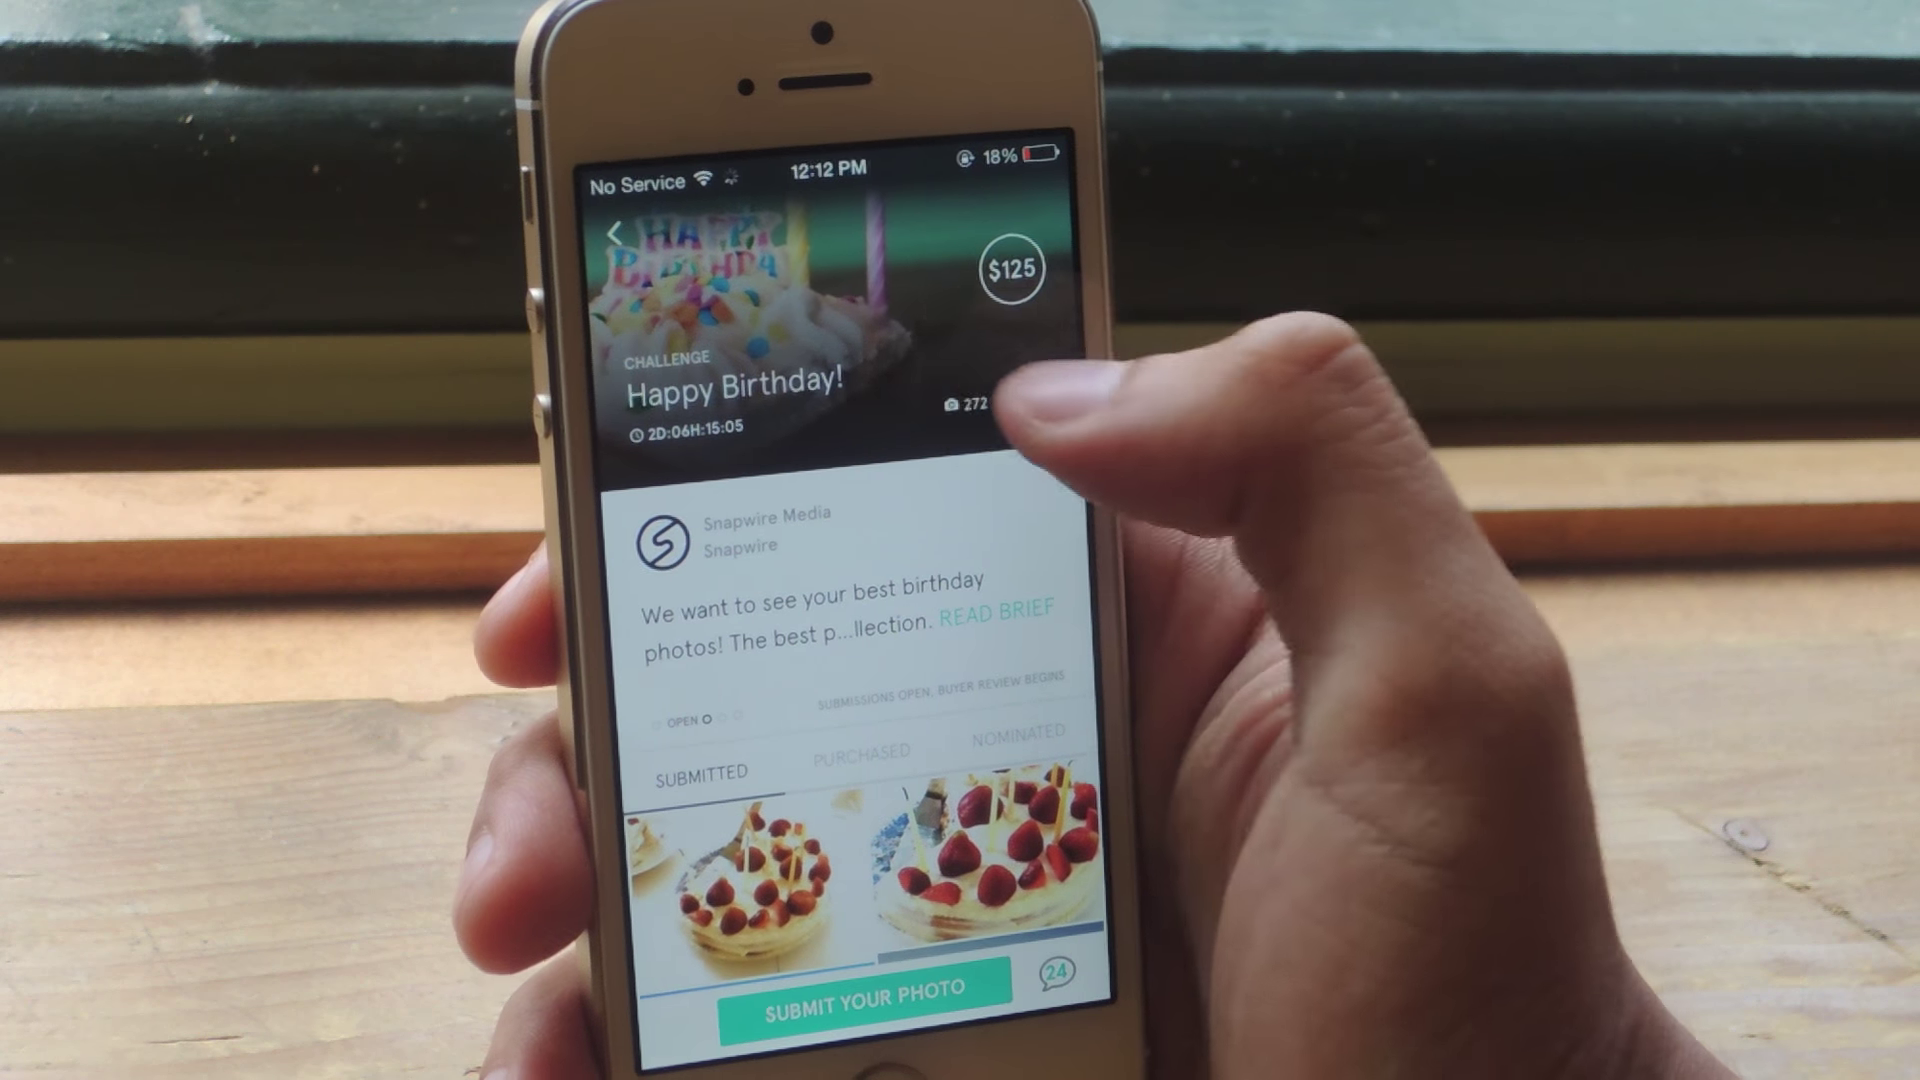 No Service 12:12 PM 18%
HAPPY
BIRTHDA
$125
CHALLENGE
Happy Birthday!
2D:06H:15:05
272
Snapwire Media
Snapwire
We want to see your best birthday
photos! The best p...llection. READ BRIEF
OPEN
SUBMISSIONS OPEN, BUYER REVIEW BEGINS
SUBMITTED PURCHASED NOMINATED
SUBMIT YOUR PHOTO
24